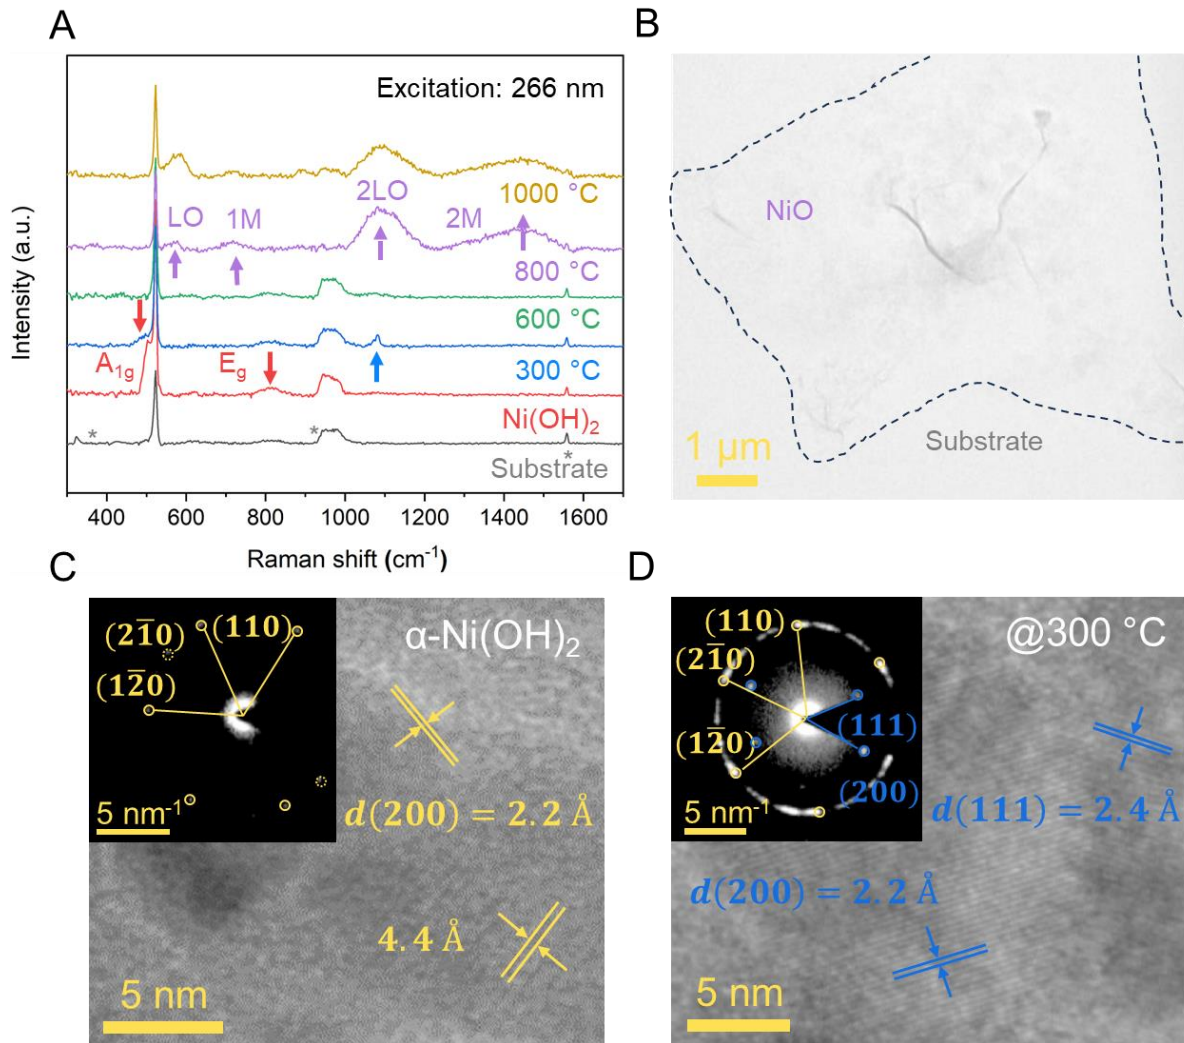 A
Excitation: 266 nm
1000 °C
LO
1M
2LO
2M
800 °C
600 °C
A1g
Eg
300 °C
Ni(OH)2
*
*
*
Substrate
Intensity (a.u.)
400 600 800 1000 1200 1400 1600
Raman shift (cm-1)
B
NiO
Substrate
1 μm
C
(21̅0)
(110)
(12̅0)
5 nm-1
α-Ni(OH)2
d(200) = 2.2 Å
4.4 Å
5 nm
D
(110)
(21̅0)
(12̅0)
(111)
(200)
5 nm-1
@300 °C
d(111) = 2.4 Å
d(200) = 2.2 Å
5 nm